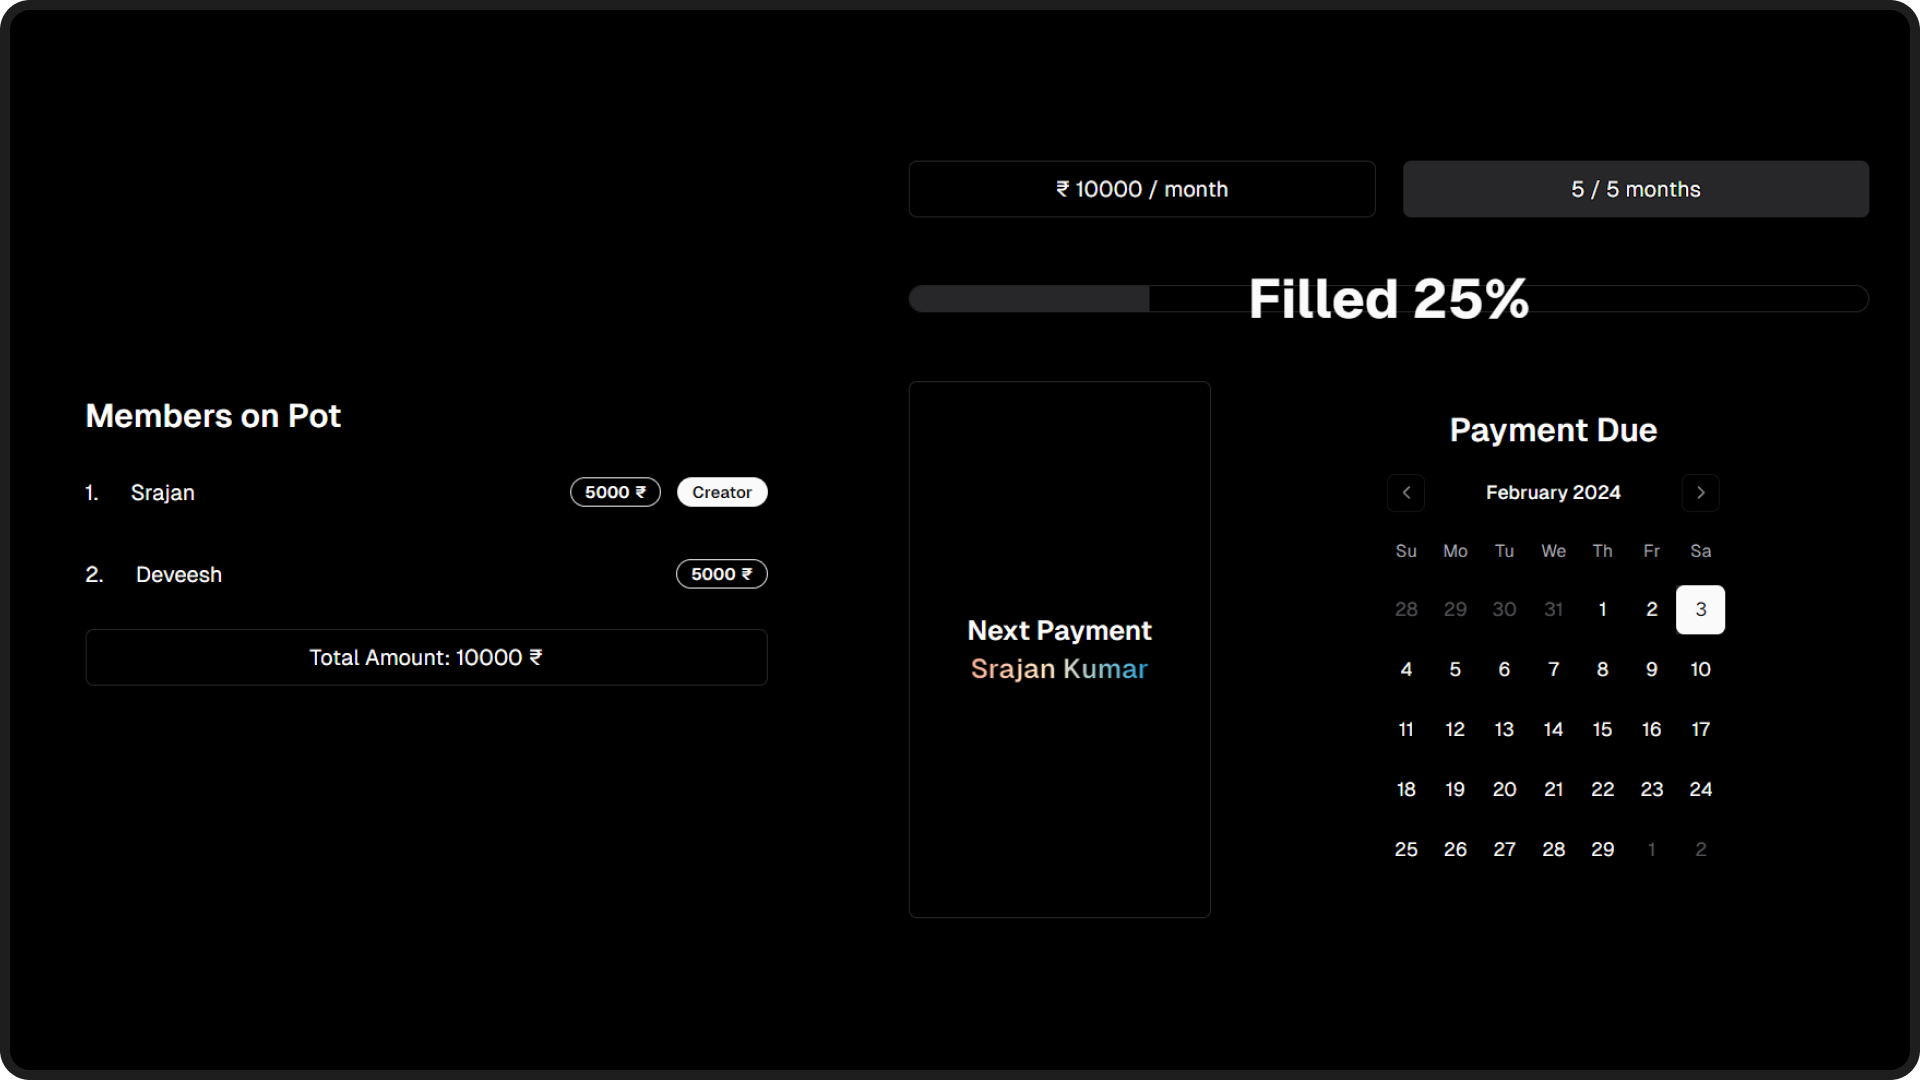 ₹ 10000 / month
5 / 5 months
Filled 25%
Members on Pot
1. Srajan 5000 ₹ Creator
2. Deveesh 5000 ₹
Total Amount: 10000 ₹
Next Payment
Srajan Kumar
Payment Due
February 2024
Su Mo Tu We Th Fr Sa
28 29 30 31 1 2 3
4 5 6 7 8 9 10
11 12 13 14 15 16 17
18 19 20 21 22 23 24
25 26 27 28 29 1 2